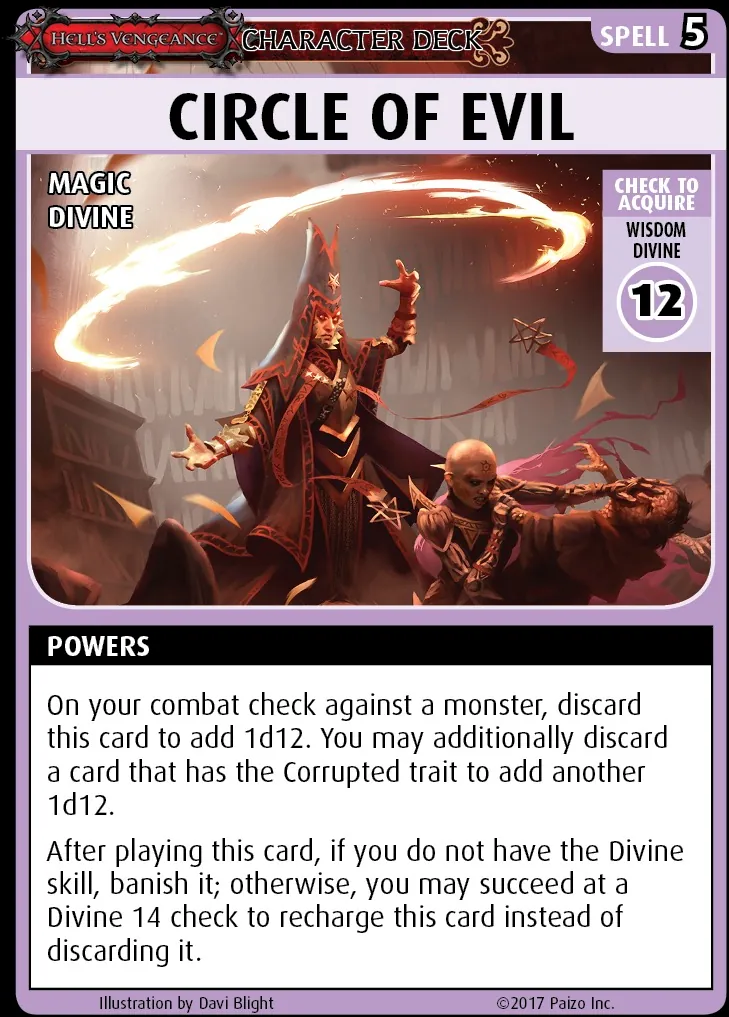 HELL'S VENGEANCE™ CHARACTER DECK
SPELL 5
CIRCLE OF EVIL
MAGIC
DIVINE
CHECK TO
ACQUIRE
WISDOM
DIVINE
12
POWERS
On your combat check against a monster, discard
this card to add 1d12. You may additionally discard
a card that has the Corrupted trait to add another
1d12.
After playing this card, if you do not have the Divine
skill, banish it; otherwise, you may succeed at a
Divine 14 check to recharge this card instead of
discarding it.
Illustration by Davi Blight ©2017 Paizo Inc.